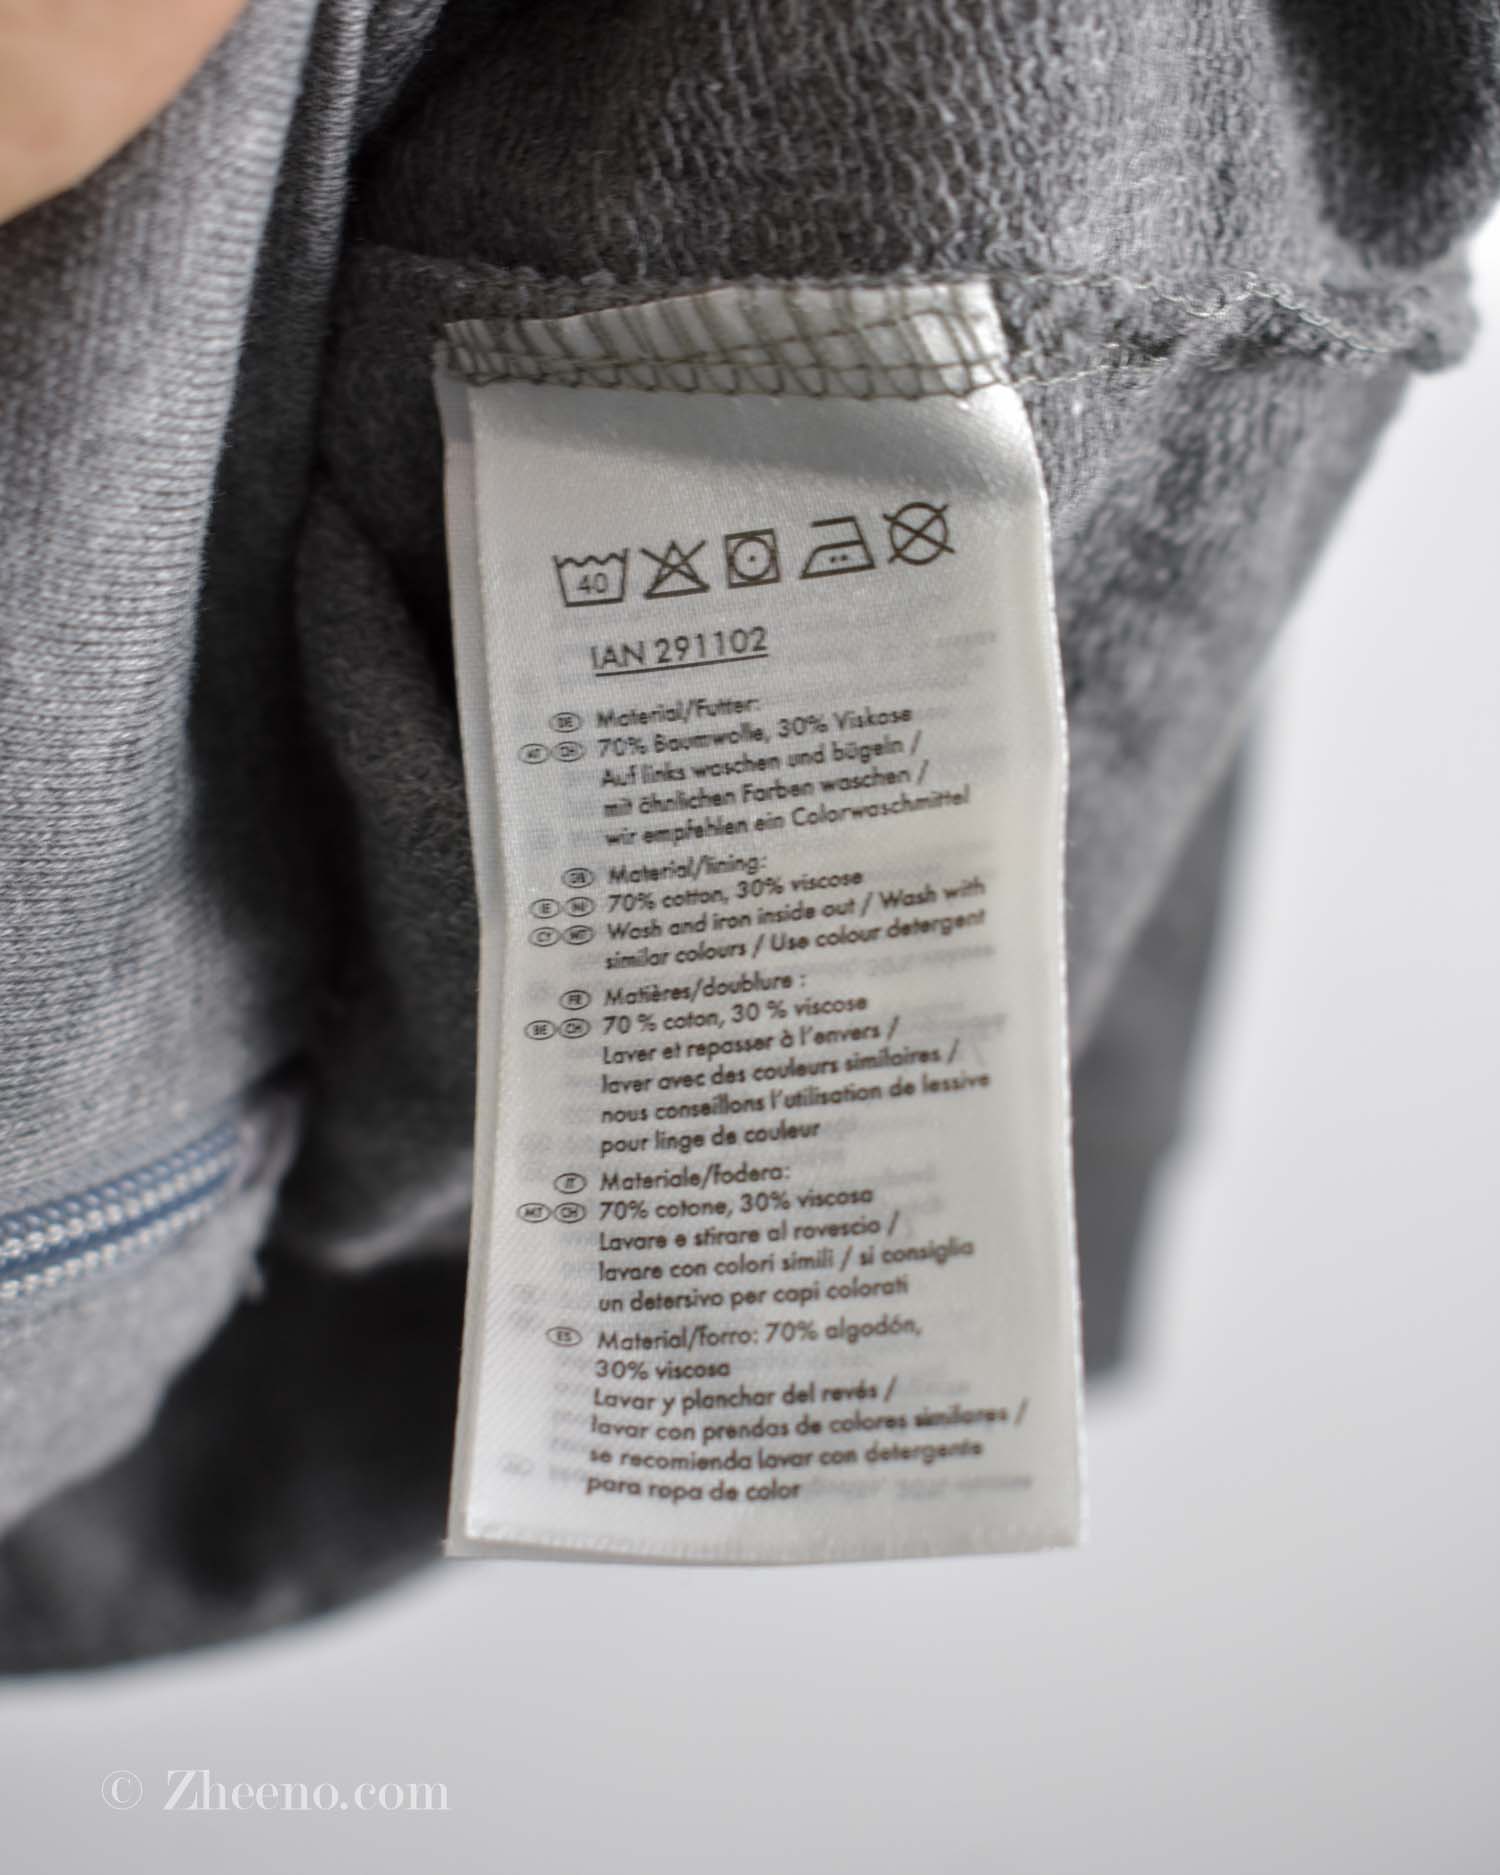 40
IAN 291102
DE Material/Futter:
AT CH 70% Baumwolle, 30% Viskose
Auf links waschen und bügeln /
mit ähnlichen Farben waschen /
wir empfehlen ein Colorwaschmittel
GB Material/lining:
IE NI 70% cotton, 30% viscose
CY MT Wash and iron inside out / Wash with
similar colours / Use colour detergent
FR Matières/doublure :
BE CH 70 % coton, 30 % viscose
Laver et repasser à l'envers /
laver avec des couleurs similaires /
nous conseillons l'utilisation de lessive
pour linge de couleur
IT Materiale/fodera:
MT CH 70% cotone, 30% viscosa
Lavare e stirare al rovescio /
lavare con colori simili / si consiglia
un detersivo per capi colorati
ES Material/forro: 70% algodón,
30% viscosa
Lavar y planchar del revés /
lavar con prendas de colores similares /
se recomienda lavar con detergente
para ropa de color
© Zheeno.com